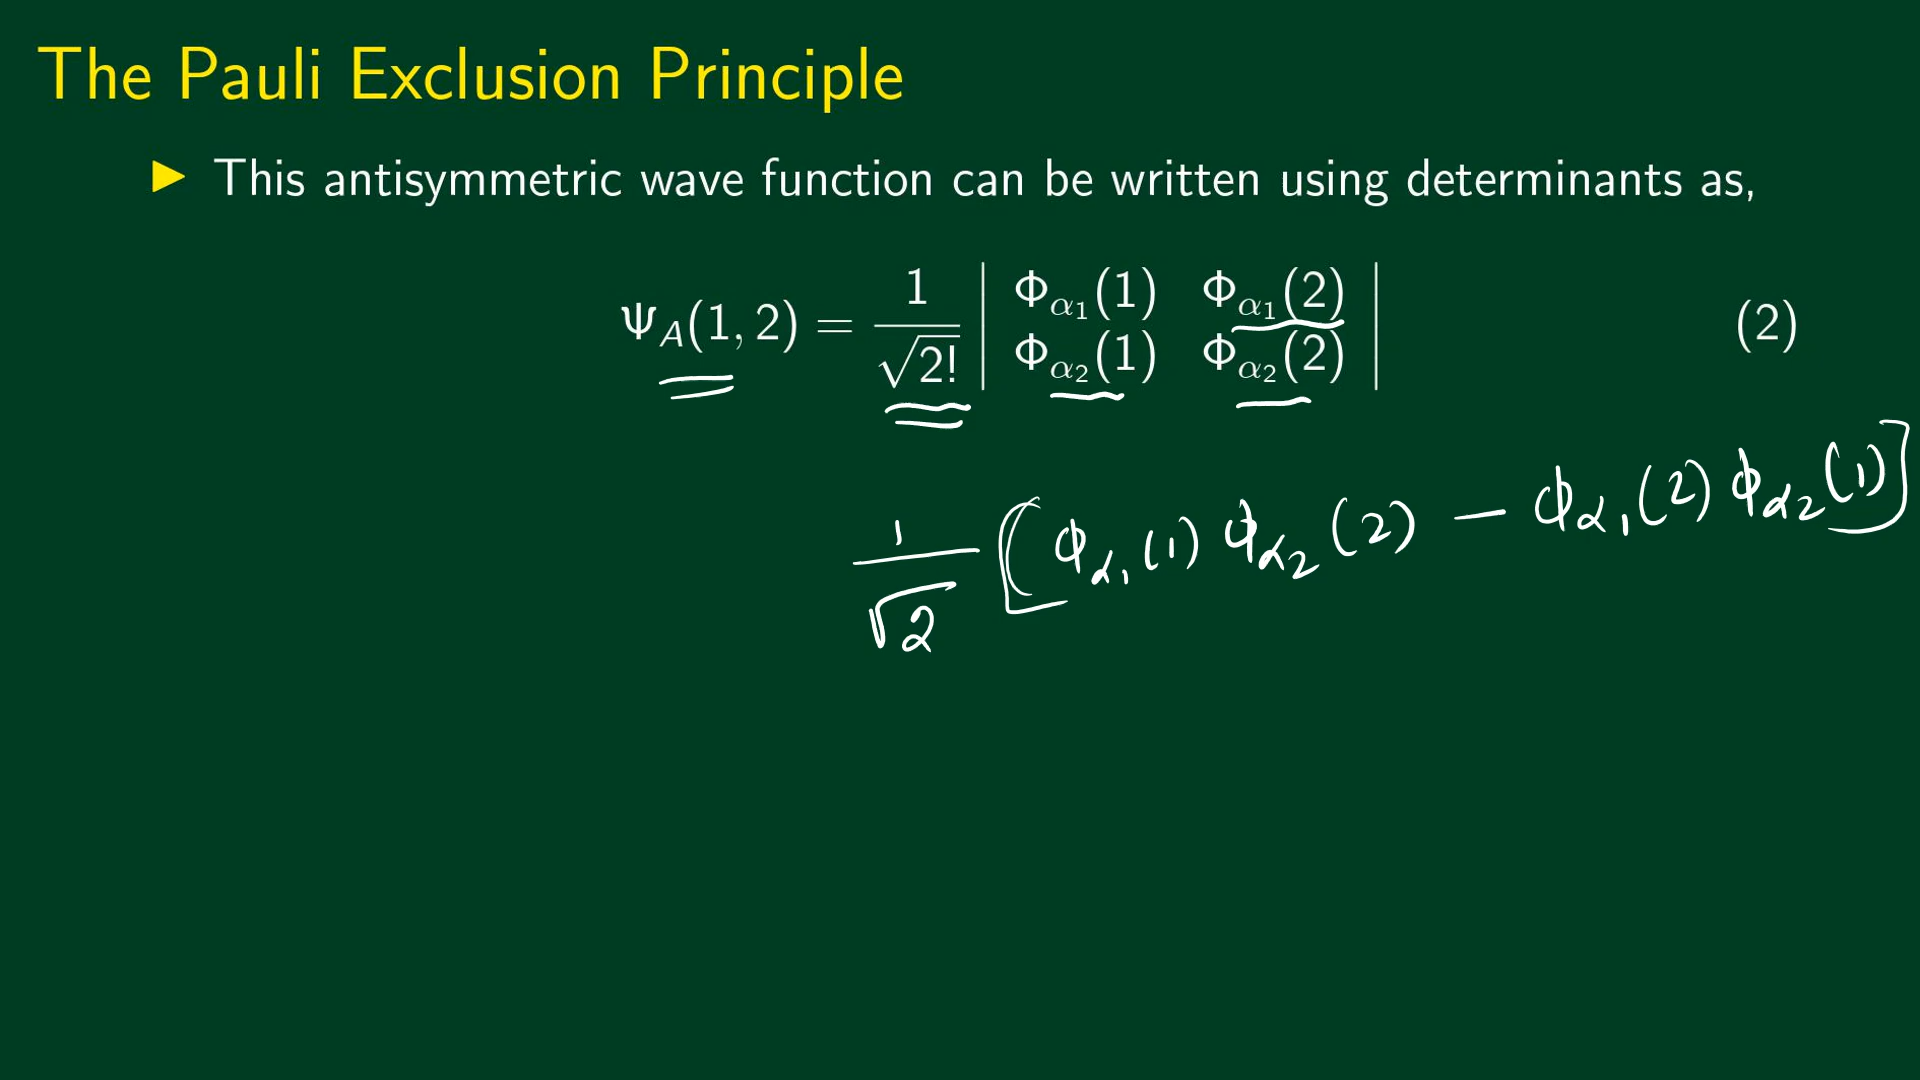 The Pauli Exclusion Principle
▶ This antisymmetric wave function can be written using determinants as,
Ψ_A(1, 2) = 1/√2! | Φ_α₁(1) Φ_α₁(2) | (2)
| Φ_α₂(1) Φ_α₂(2) |
1/√2 [ϕ_α₁(1) ϕ_α₂(2) − ϕ_α₁(2) ϕ_α₂(1)]